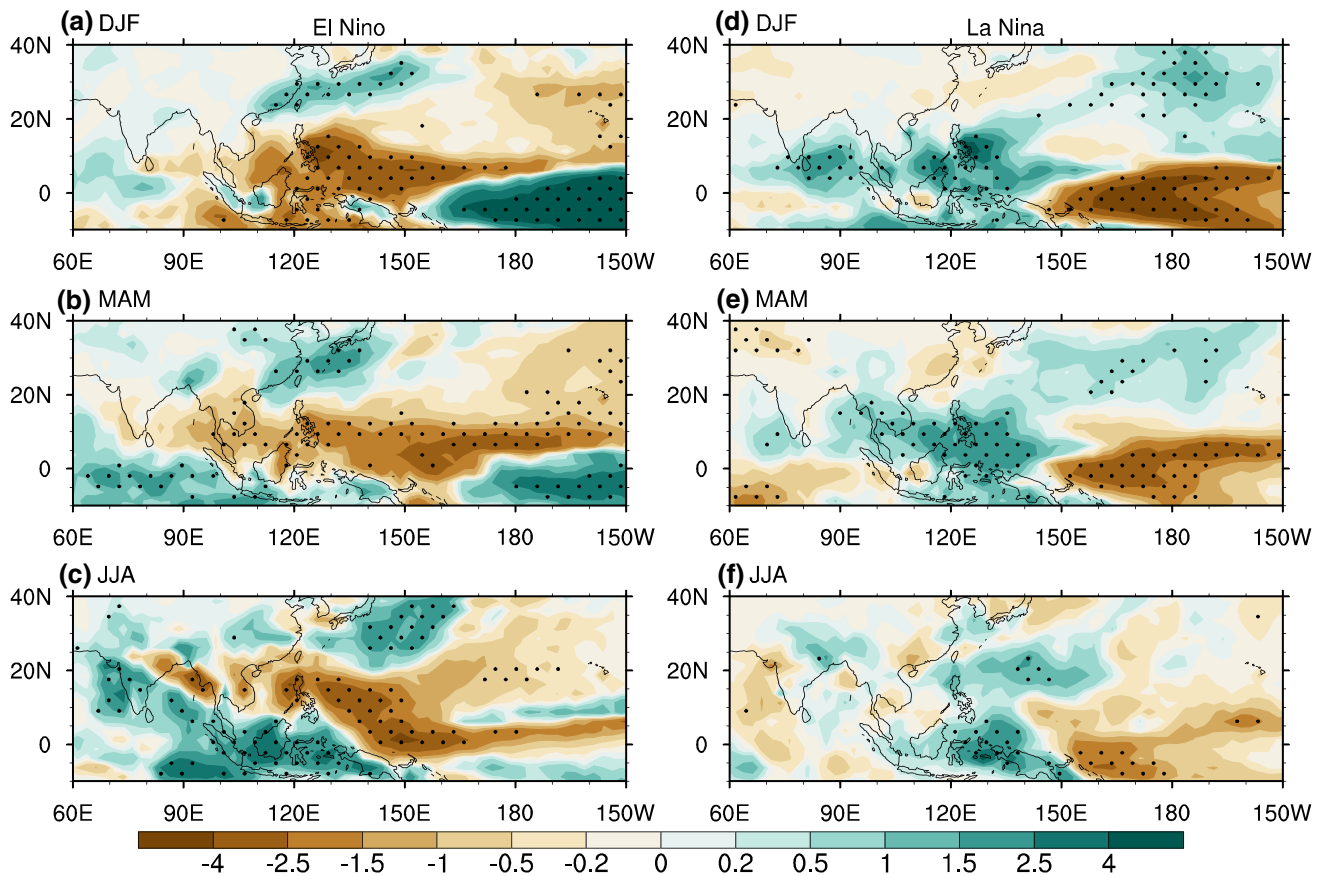 (a) DJF El Nino
40N
20N
0
60E 90E 120E 150E 180 150W
(d) DJF La Nina
40N
20N
0
60E 90E 120E 150E 180 150W
(b) MAM
40N
20N
0
60E 90E 120E 150E 180 150W
(e) MAM
40N
20N
0
60E 90E 120E 150E 180 150W
(c) JJA
40N
20N
0
60E 90E 120E 150E 180 150W
(f) JJA
40N
20N
0
60E 90E 120E 150E 180 150W
-4 -2.5 -1.5 -1 -0.5 -0.2 0 0.2 0.5 1 1.5 2.5 4